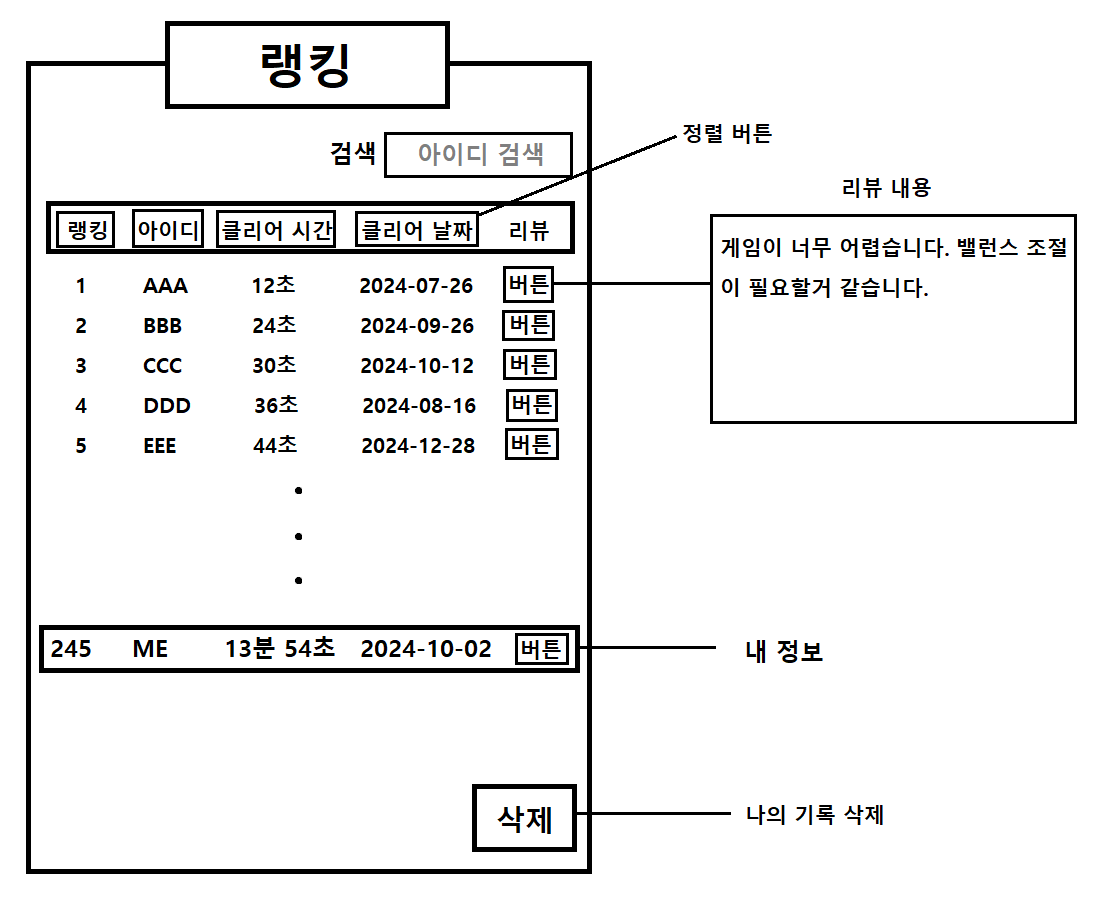 랭킹
검색 아이디 검색
정렬 버튼
랭킹 아이디 클리어 시간 클리어 날짜 리뷰
1 AAA 12초 2024-07-26 버튼
2 BBB 24초 2024-09-26 버튼
3 CCC 30초 2024-10-12 버튼
4 DDD 36초 2024-08-16 버튼
5 EEE 44초 2024-12-28 버튼
245 ME 13분 54초 2024-10-02 버튼
내 정보
삭제
나의 기록 삭제
리뷰 내용
게임이 너무 어렵습니다. 밸런스 조절
이 필요할거 같습니다.